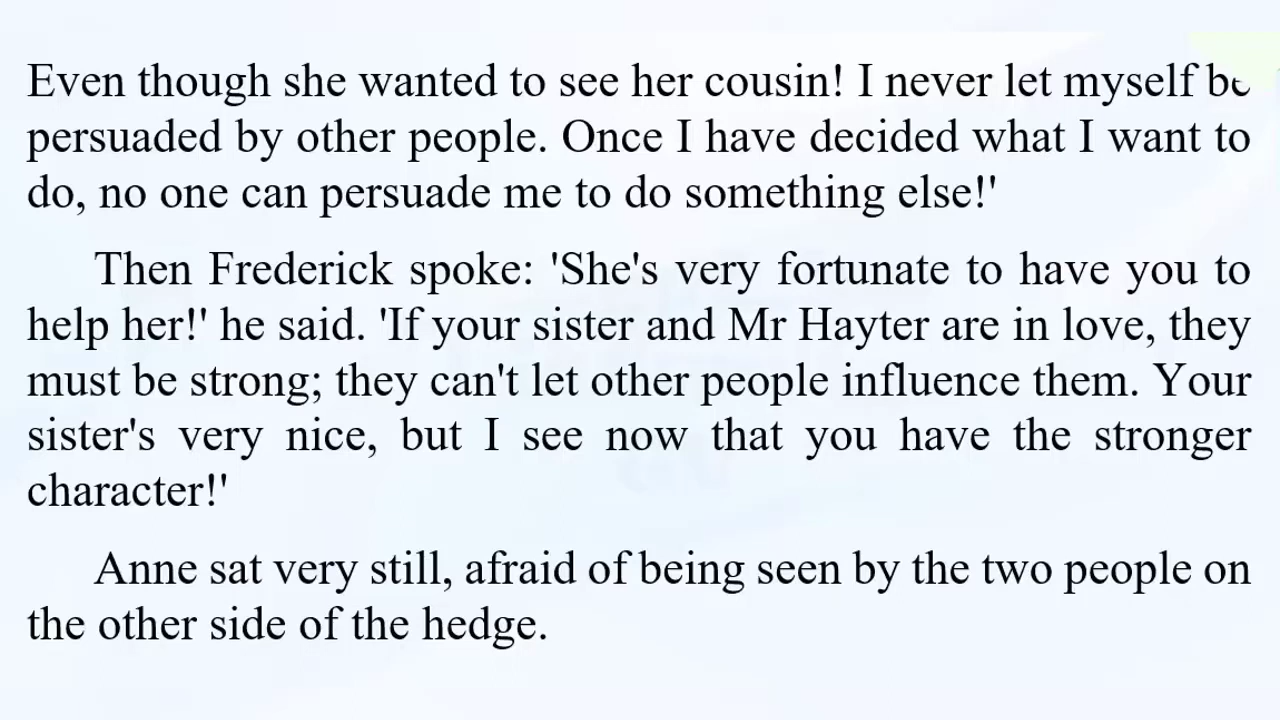 Even though she wanted to see her cousin! I never let myself be
persuaded by other people. Once I have decided what I want to
do, no one can persuade me to do something else!'
Then Frederick spoke: 'She's very fortunate to have you to
help her!' he said. 'If your sister and Mr Hayter are in love, they
must be strong; they can't let other people influence them. Your
sister's very nice, but I see now that you have the stronger
character!'
Anne sat very still, afraid of being seen by the two people on
the other side of the hedge.